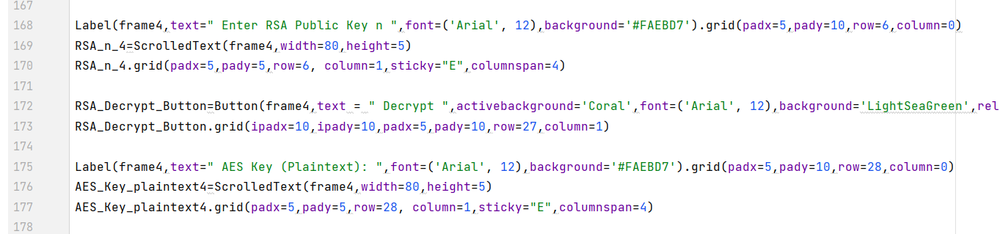 167
168 Label(frame4,text=" Enter RSA Public Key n ",font=('Arial', 12),background='#FAEBD7').grid(padx=5,pady=10,row=6,column=0)
169 RSA_n_4=ScrolledText(frame4,width=80,height=5)
170 RSA_n_4.grid(padx=5,pady=5,row=6, column=1,sticky="E",columnspan=4)
171
172 RSA_Decrypt_Button=Button(frame4,text = " Decrypt ",activebackground='Coral',font=('Arial', 12),background='LightSeaGreen',rel
173 RSA_Decrypt_Button.grid(ipadx=10,ipady=10,padx=5,pady=10,row=27,column=1)
174
175 Label(frame4,text=" AES Key (Plaintext): ",font=('Arial', 12),background='#FAEBD7').grid(padx=5,pady=10,row=28,column=0)
176 AES_Key_plaintext4=ScrolledText(frame4,width=80,height=5)
177 AES_Key_plaintext4.grid(padx=5,pady=5,row=28, column=1,sticky="E",columnspan=4)
178